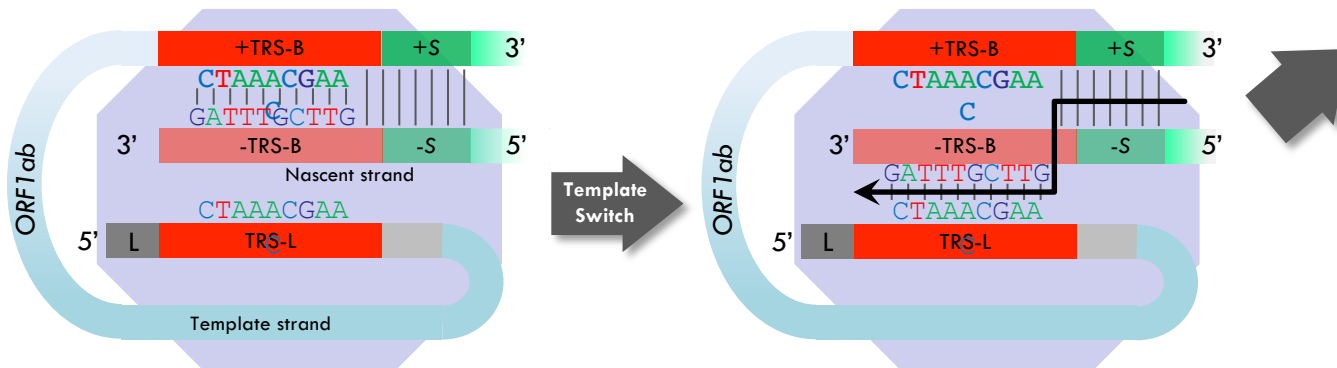 +TRS-B
+S
3'
CTAAACGAA
C
GATTTGCTTG
3'
-TRS-B
-S
5'
Nascent strand
ORF1ab
CTAAACGAA
5'
L
TRS-L
C
Template strand
Template
Switch
+TRS-B
+S
3'
CTAAACGAA
C
-TRS-B
-S
3'
5'
GATTTGCTTG
ORF1ab
CTAAACGAA
5'
L
TRS-L
C